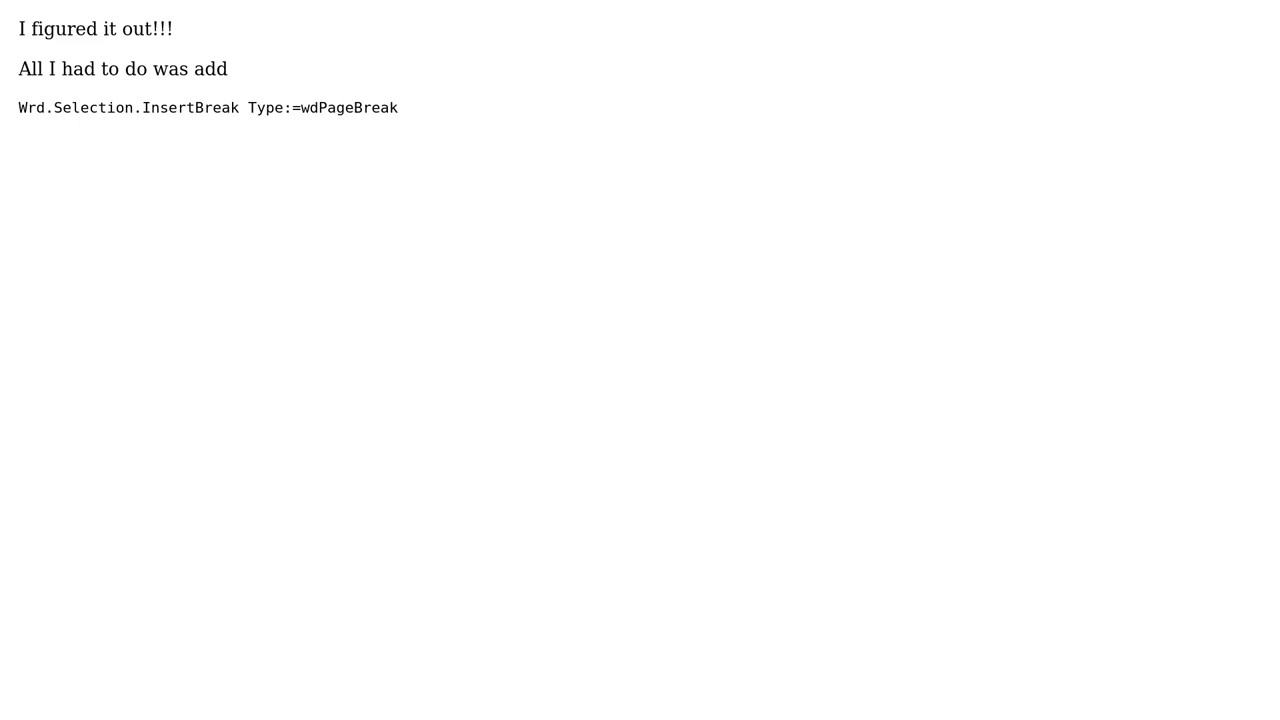 I figured it out!!!
All I had to do was add
Wrd.Selection.InsertBreak Type:=wdPageBreak